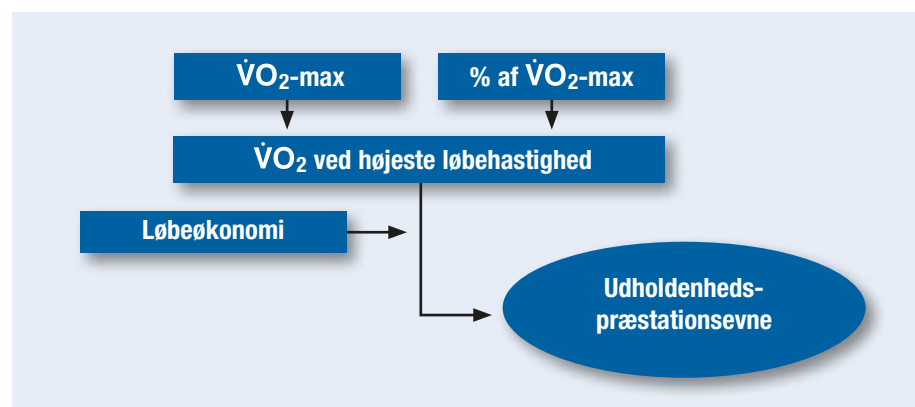 V̇O₂-max
% af V̇O₂-max
V̇O₂ ved højeste løbehastighed
Løbeøkonomi
Udholdenheds-
præstationsevne